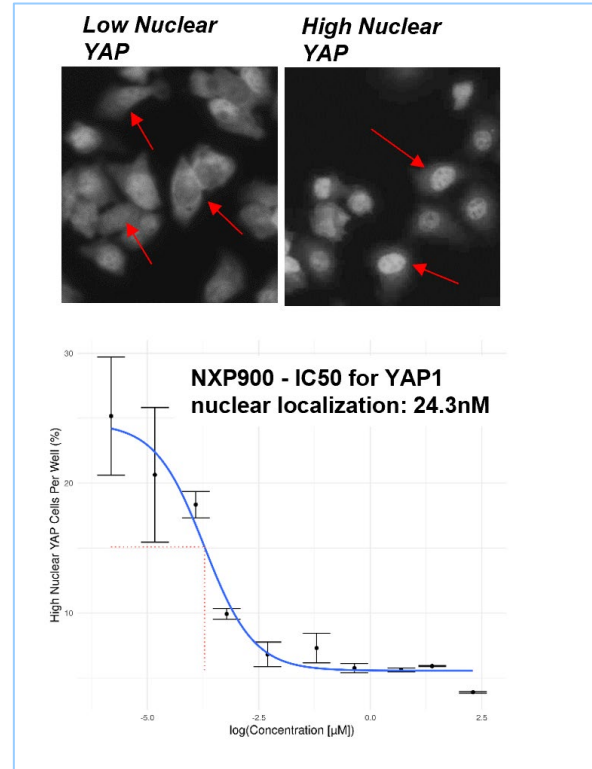 Low Nuclear
YAP
High Nuclear
YAP
NXP900 - IC50 for YAP1
nuclear localization: 24.3nM
High Nuclear YAP Cells Per Well (%)
30
20
10
-5.0
-2.5
0.0
2.5
log(Concentration [µM])